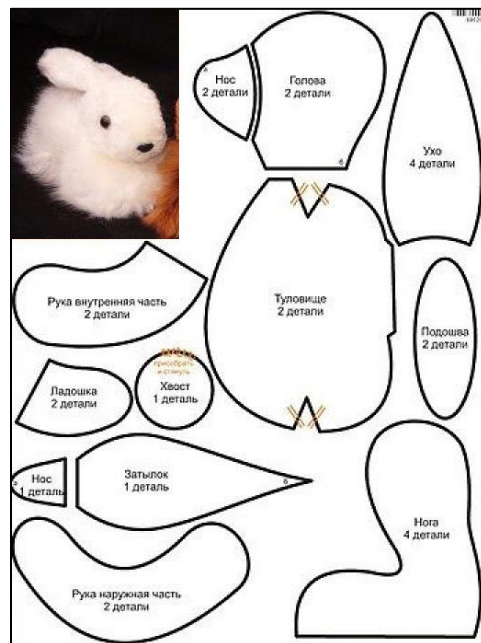 Нос
2 детали
Голова
2 детали
а
б
Ухо
4 детали
Рука внутренняя часть
2 детали
Туловище
2 детали
Подошва
2 детали
Ладошка
2 детали
присобрать
и стянуть
Хвост
1 деталь
Нос
1 деталь
Затылок
1 деталь
б
Нога
4 детали
Рука наружная часть
2 детали